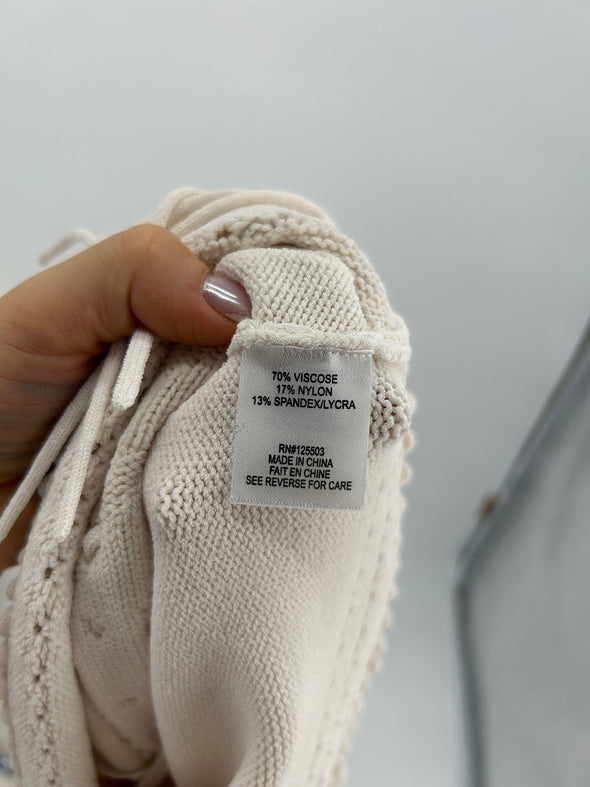 70% VISCOSE
17% NYLON
13% SPANDEX/LYCRA
RN#125503
MADE IN CHINA
FAIT EN CHINE
SEE REVERSE FOR CARE